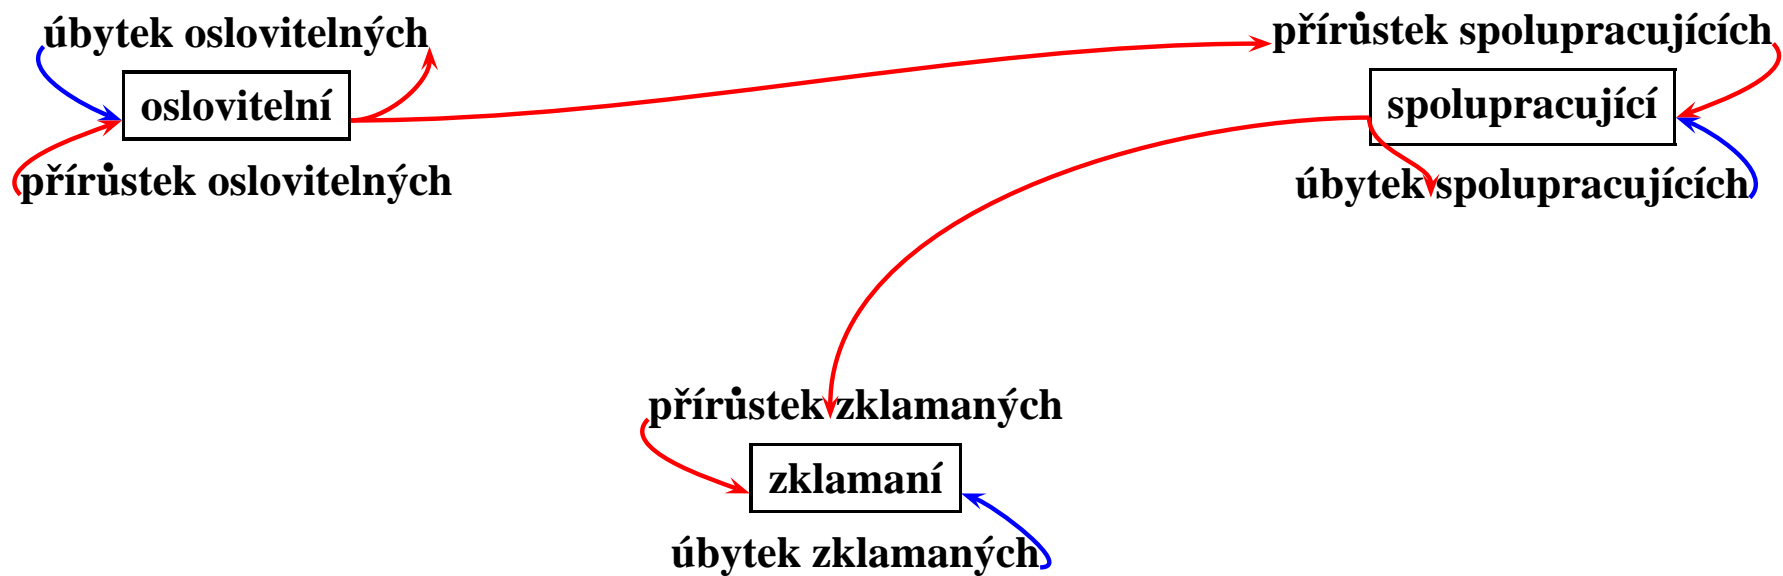 úbytek oslovitelných
oslovitelní
přírůstek oslovitelných
přírůstek spolupracujících
spolupracující
úbytek spolupracujících
přírůstek zklamaných
zklamaní
úbytek zklamaných